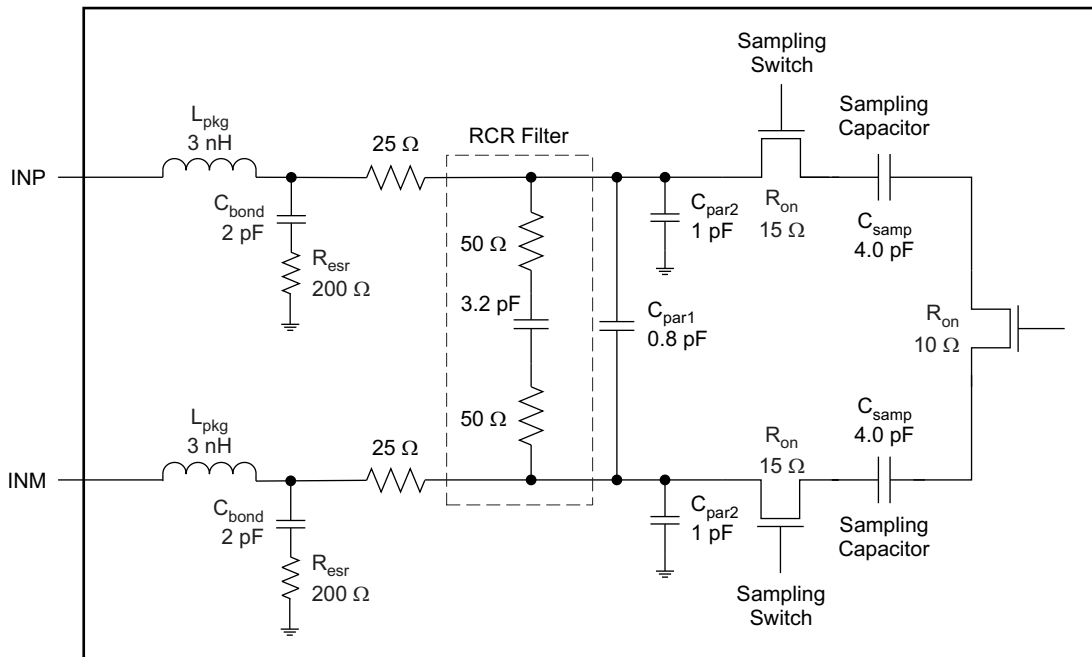 Sampling
Switch
Sampling
Capacitor
L_pkg
3 nH
25 Ω
RCR Filter
INP
C_bond
2 pF
R_esr
200 Ω
50 Ω
3.2 pF
50 Ω
C_par1
0.8 pF
C_par2
1 pF
R_on
15 Ω
C_samp
4.0 pF
R_on
10 Ω
L_pkg
3 nH
25 Ω
INM
C_bond
2 pF
R_esr
200 Ω
C_par2
1 pF
R_on
15 Ω
C_samp
4.0 pF
Sampling
Capacitor
Sampling
Switch